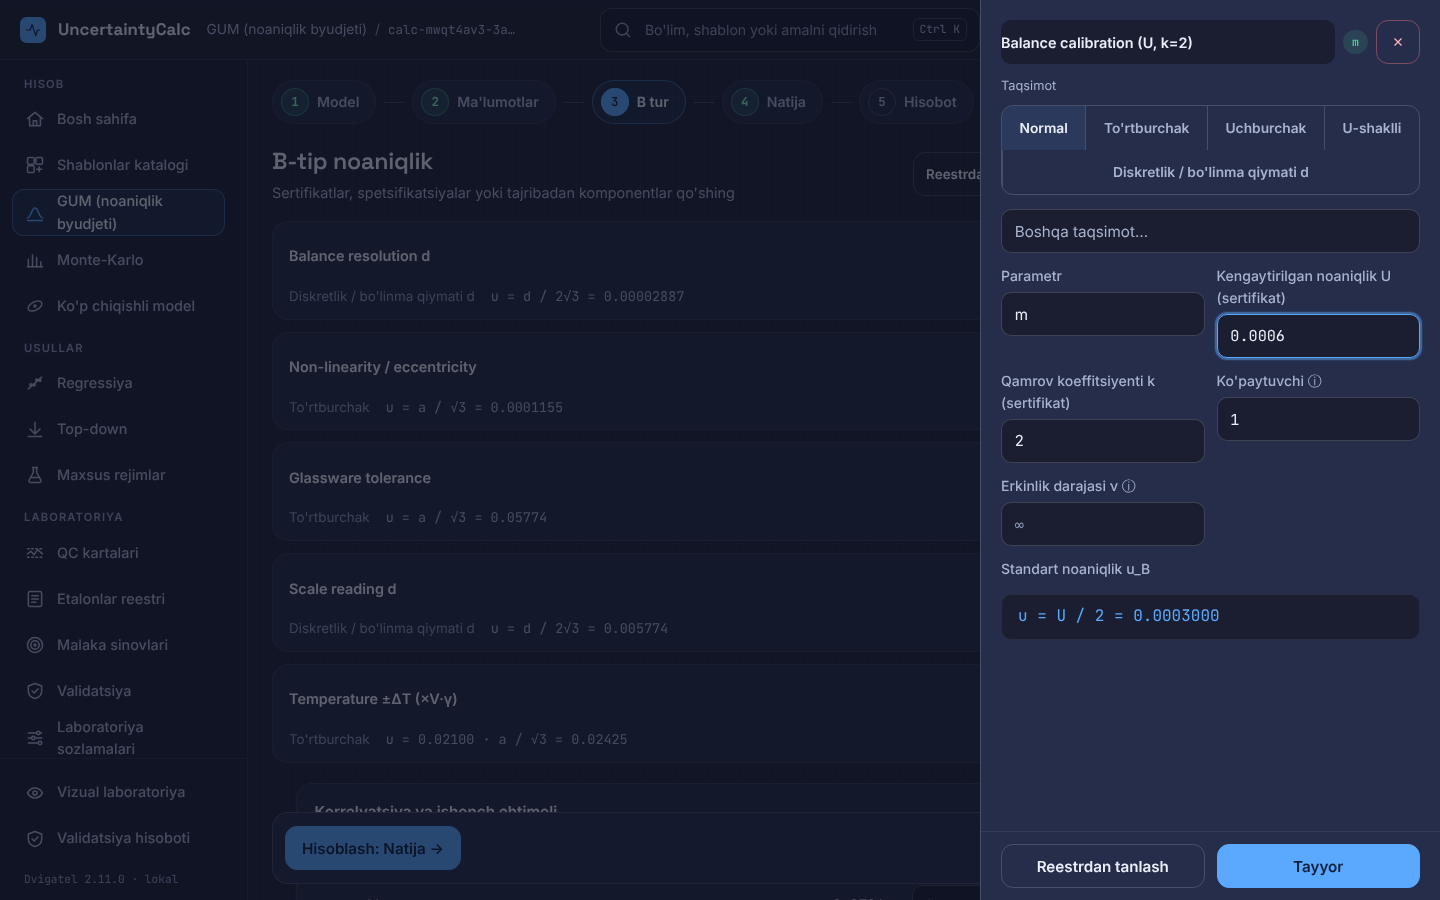 UncertaintyCalc
GUM (noaniqlik byudjeti) / calc-mwqt4av3-3a…
Bo'lim, shablon yoki amalni qidirish
Ctrl K
HISOB
Bosh sahifa
Shablonlar katalogi
GUM (noaniqlik
byudjeti)
Monte-Karlo
Ko'p chiqishli model
USULLAR
Regressiya
Top-down
Maxsus rejimlar
LABORATORIYA
QC kartalari
Etalonlar reestri
Malaka sinovlari
Validatsiya
Laboratoriya
sozlamalari
Vizual laboratoriya
Validatsiya hisoboti
Dvigatel 2.11.0 · lokal
1 Model
2 Ma'lumotlar
3 B tur
4 Natija
5 Hisobot
B-tip noaniqlik
Sertifikatlar, spetsifikatsiyalar yoki tajribadan komponentlar qo'shing
Balance resolution d
Diskretlik / bo'linma qiymati d u = d / 2√3 = 0.00002887
Non-linearity / eccentricity
To'rtburchak u = a / √3 = 0.0001155
Glassware tolerance
To'rtburchak u = a / √3 = 0.05774
Scale reading d
Diskretlik / bo'linma qiymati d u = d / 2√3 = 0.005774
Temperature ±ΔT (×V·γ)
To'rtburchak u = 0.02100 · a / √3 = 0.02425
Korrelyatsiya va ishonch ehtimoli
Hisoblash: Natija →
Balance calibration (U, k=2)
m
×
Taqsimot
Normal
To'rtburchak
Uchburchak
U-shaklli
Diskretlik / bo'linma qiymati d
Boshqa taqsimot...
Parametr
m
Kengaytirilgan noaniqlik U
(sertifikat)
0.0006
Qamrov koeffitsiyenti k
(sertifikat)
2
Ko'paytuvchi ⓘ
1
Erkinlik darajasi ν ⓘ
∞
Standart noaniqlik u_B
u = U / 2 = 0.0003000
Reestrdan tanlash
Tayyor